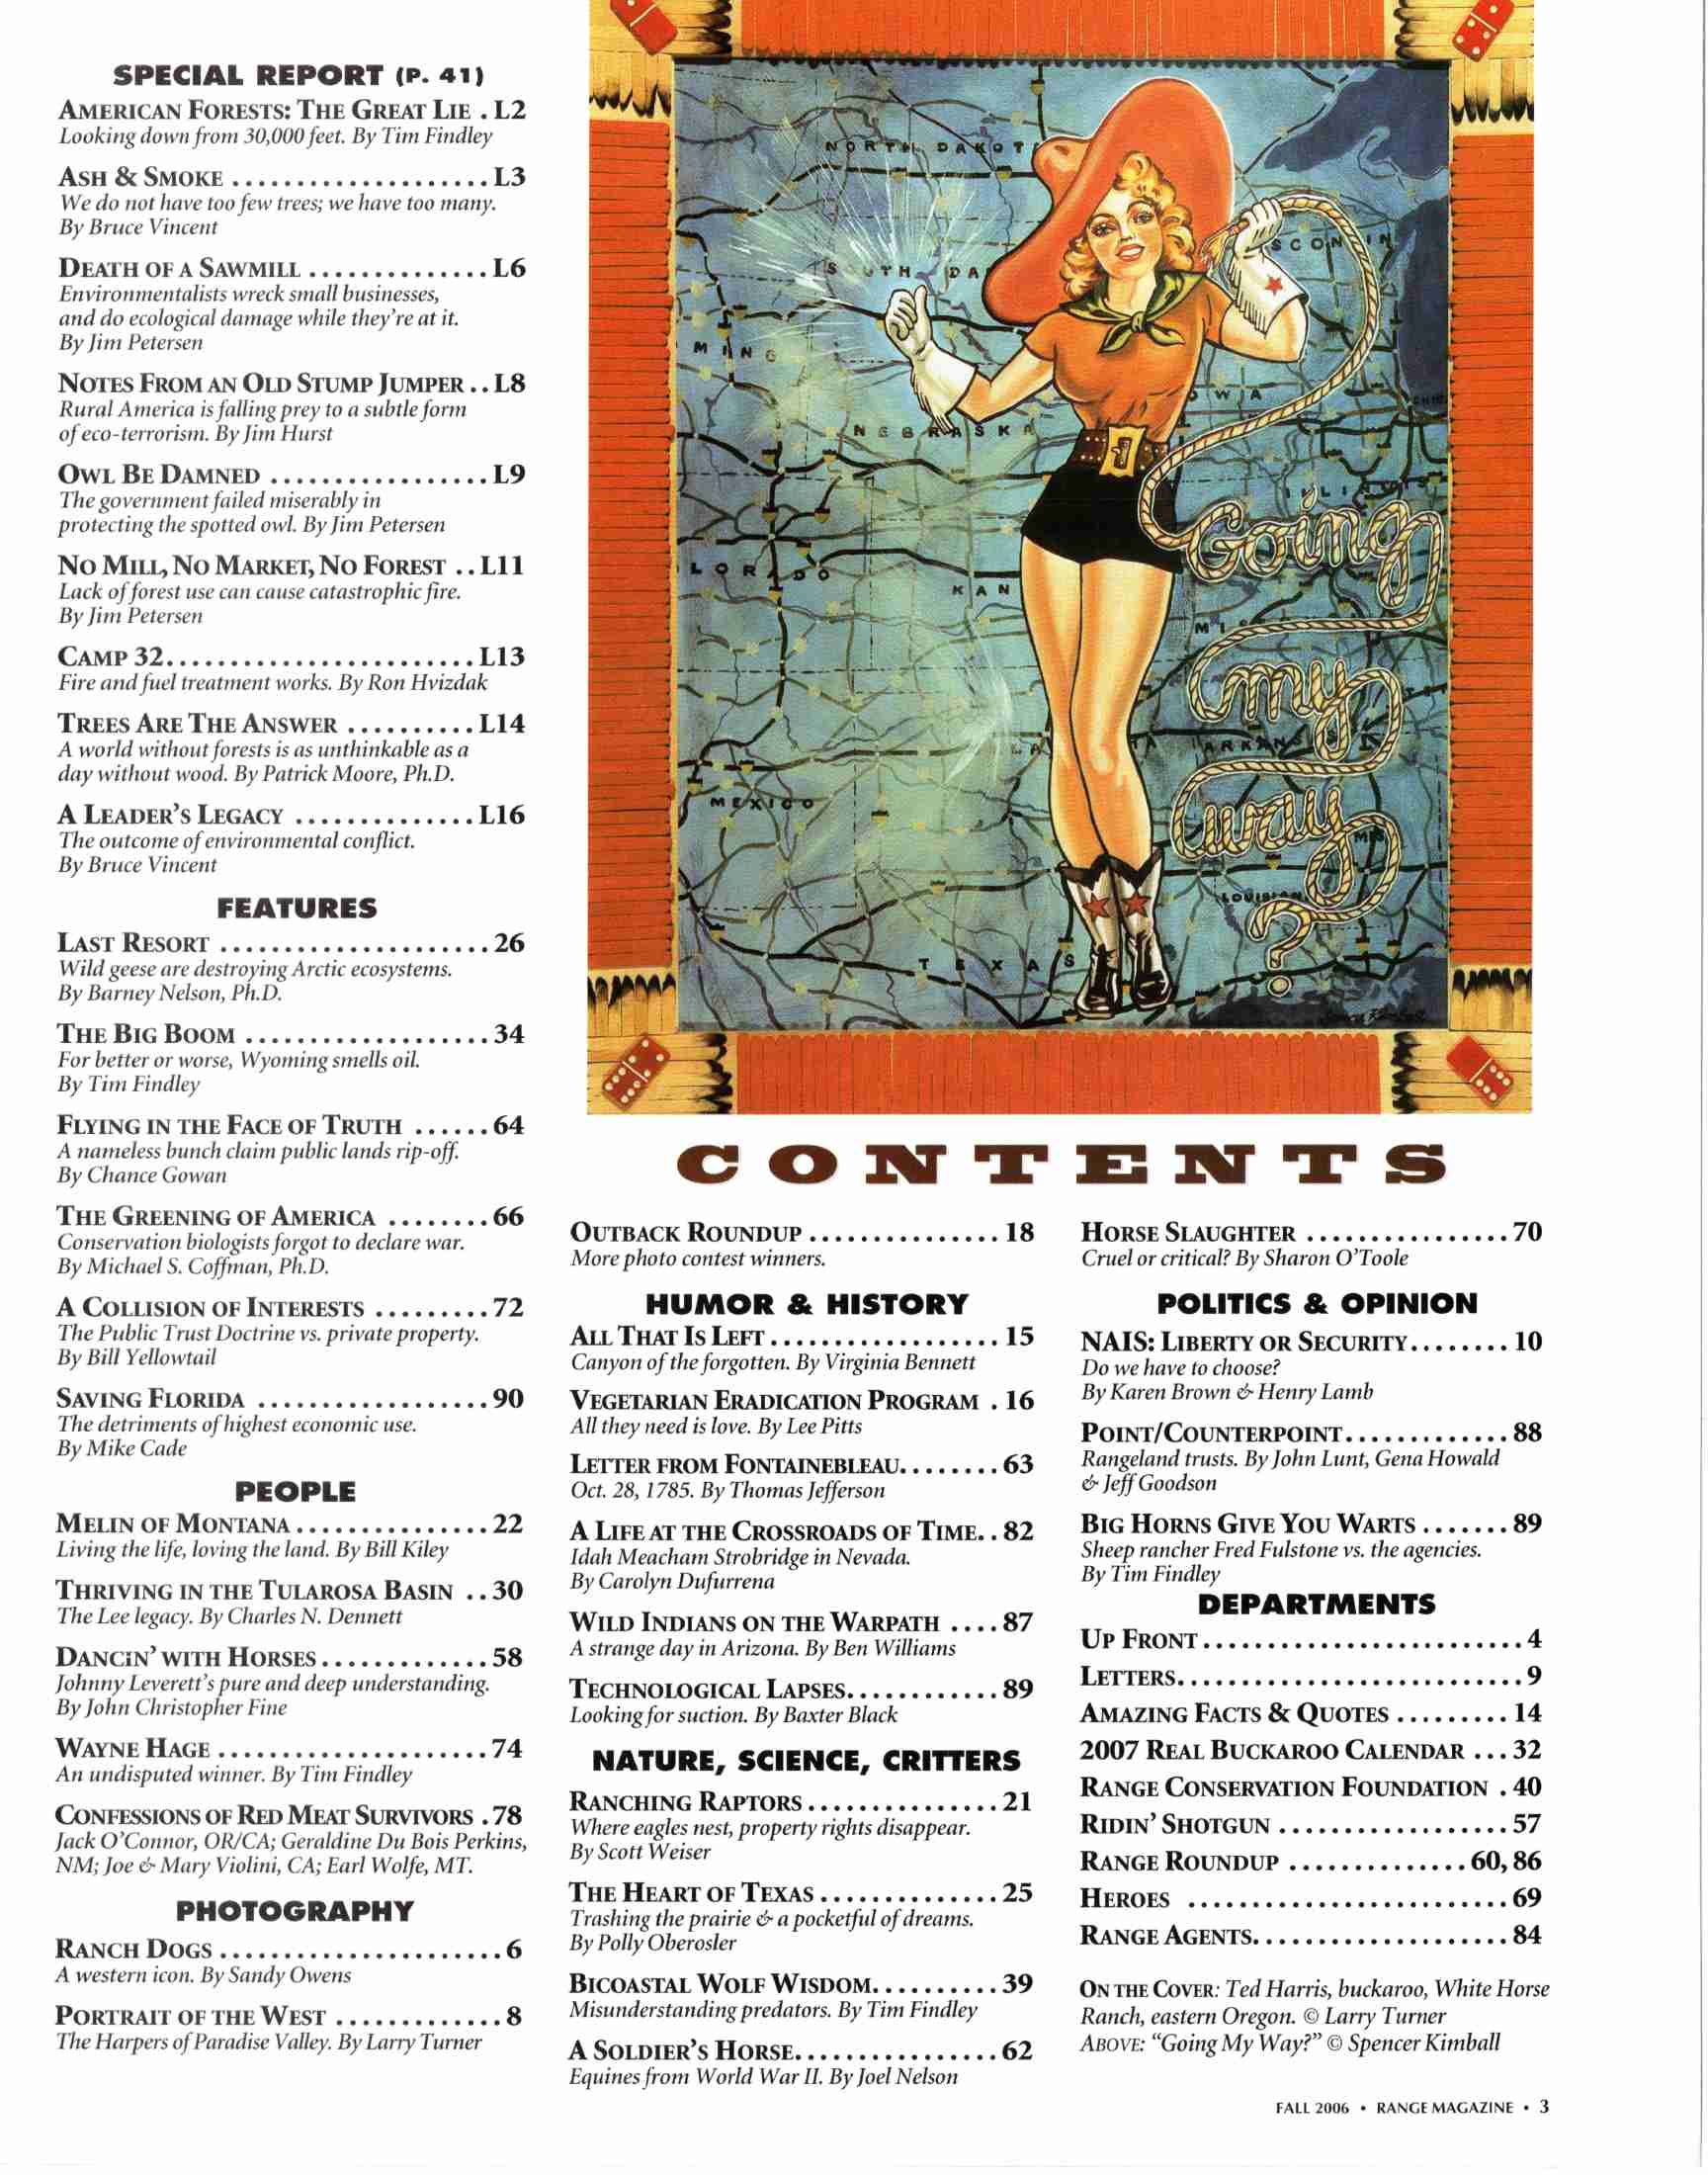 SPECIAL REPORT (P. 41)
AMERICAN FORESTS: THE GREAT LIE . L2
Looking down from 30,000 feet. By Tim Findley
ASH & SMOKE .................... L3
We do not have too few trees; we have too many.
By Bruce Vincent
DEATH OF A SAWMILL .............. L6
Environmentalists wreck small businesses,
and do ecological damage while they're at it.
By Jim Petersen
NOTES FROM AN OLD STUMP JUMPER .. L8
Rural America is falling prey to a subtle form
of eco-terrorism. By Jim Hurst
OWL BE DAMNED ................. L9
The government failed miserably in
protecting the spotted owl. By Jim Petersen
NO MILL, NO MARKET, NO FOREST .. L11
Lack of forest use can cause catastrophic fire.
By Jim Petersen
CAMP 32........................ L13
Fire and fuel treatment works. By Ron Hvizdak
TREES ARE THE ANSWER .......... L14
A world without forests is as unthinkable as a
day without wood. By Patrick Moore, Ph.D.
A LEADER'S LEGACY .............. L16
The outcome of environmental conflict.
By Bruce Vincent
FEATURES
LAST RESORT ..................... 26
Wild geese are destroying Arctic ecosystems.
By Barney Nelson, Ph.D.
THE BIG BOOM ................... 34
For better or worse, Wyoming smells oil.
By Tim Findley
FLYING IN THE FACE OF TRUTH ...... 64
A nameless bunch claim public lands rip-off.
By Chance Gowan
THE GREENING OF AMERICA ........ 66
Conservation biologists forgot to declare war.
By Michael S. Coffman, Ph.D.
A COLLISION OF INTERESTS ......... 72
The Public Trust Doctrine vs. private property.
By Bill Yellowtail
SAVING FLORIDA .................. 90
The detriments of highest economic use.
By Mike Cade
PEOPLE
MELIN OF MONTANA............... 22
Living the life, loving the land. By Bill Kiley
THRIVING IN THE TULAROSA BASIN .. 30
The Lee legacy. By Charles N. Dennett
DANCIN' WITH HORSES............. 58
Johnny Leverett's pure and deep understanding.
By John Christopher Fine
WAYNE HAGE ..................... 74
An undisputed winner. By Tim Findley
CONFESSIONS OF RED MEAT SURVIVORS . 78
Jack O'Connor, OR/CA; Geraldine Du Bois Perkins,
NM; Joe & Mary Violini, CA; Earl Wolfe, MT.
PHOTOGRAPHY
RANCH DOGS ...................... 6
A western icon. By Sandy Owens
PORTRAIT OF THE WEST ............. 8
The Harpers of Paradise Valley. By Larry Turner
NORTH DAKOT
SCONSIN
SOUTH DA
MING
OWA
NEBRASKA
ILLINOIS
Going
LORADO
KAN
MIS
my
ARKANSAS
MEXICO
way
LOUISIAN
?
TEXAS
CONTENTS
OUTBACK ROUNDUP ............... 18
More photo contest winners.
HUMOR & HISTORY
ALL THAT IS LEFT.................. 15
Canyon of the forgotten. By Virginia Bennett
VEGETARIAN ERADICATION PROGRAM . 16
All they need is love. By Lee Pitts
LETTER FROM FONTAINEBLEAU........ 63
Oct. 28, 1785. By Thomas Jefferson
A LIFE AT THE CROSSROADS OF TIME.. 82
Idah Meacham Strobridge in Nevada.
By Carolyn Dufurrena
WILD INDIANS ON THE WARPATH .... 87
A strange day in Arizona. By Ben Williams
TECHNOLOGICAL LAPSES............ 89
Looking for suction. By Baxter Black
NATURE, SCIENCE, CRITTERS
RANCHING RAPTORS............... 21
Where eagles nest, property rights disappear.
By Scott Weiser
THE HEART OF TEXAS.............. 25
Trashing the prairie & a pocketful of dreams.
By Polly Oberosler
BICOASTAL WOLF WISDOM.......... 39
Misunderstanding predators. By Tim Findley
A SOLDIER'S HORSE................ 62
Equines from World War II. By Joel Nelson
HORSE SLAUGHTER ................ 70
Cruel or critical? By Sharon O'Toole
POLITICS & OPINION
NAIS: LIBERTY OR SECURITY........ 10
Do we have to choose?
By Karen Brown & Henry Lamb
POINT/COUNTERPOINT............. 88
Rangeland trusts. By John Lunt, Gena Howald
& Jeff Goodson
BIG HORNS GIVE YOU WARTS ....... 89
Sheep rancher Fred Fulstone vs. the agencies.
By Tim Findley
DEPARTMENTS
UP FRONT......................... 4
LETTERS........................... 9
AMAZING FACTS & QUOTES ......... 14
2007 REAL BUCKAROO CALENDAR ... 32
RANGE CONSERVATION FOUNDATION . 40
RIDIN' SHOTGUN .................. 57
RANGE ROUNDUP .............. 60, 86
HEROES ......................... 69
RANGE AGENTS.................... 84
ON THE COVER: Ted Harris, buckaroo, White Horse
Ranch, eastern Oregon. © Larry Turner
ABOVE: "Going My Way?" © Spencer Kimball
FALL 2006 • RANGE MAGAZINE • 3